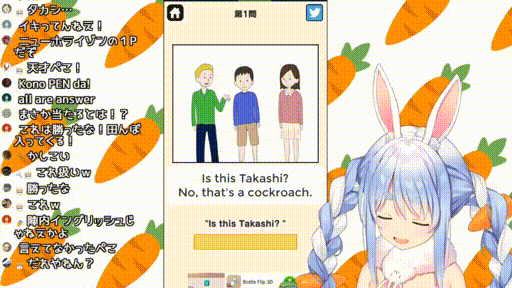 タカシ…
イキってんねえ！
ニューホライゾンの１P
だて
天才ぺこ！
Kono PEN da!
all are answer
まさか当たるとは！？
これは勝ったな！田んぼ
入ってくる！
かしこい
これ扱いｗ
勝ったな
これｗ
陣内イングリッシュじ
ゃねえかよ
言えてなかったぺこ
だれやねん？
第1問
Is this Takashi?
No, that's a cockroach.
"Is this Takashi? "
Bottle Flip 3D